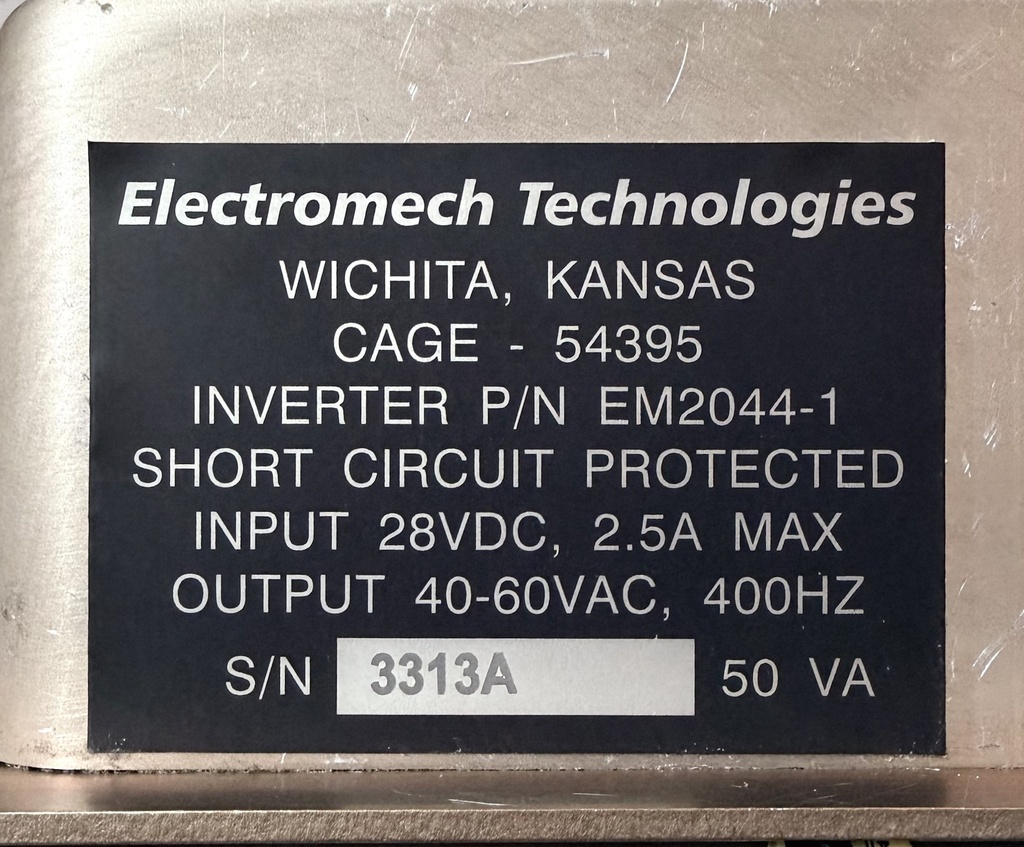 Electromech Technologies
WICHITA, KANSAS
CAGE - 54395
INVERTER P/N EM2044-1
SHORT CIRCUIT PROTECTED
INPUT 28VDC, 2.5A MAX
OUTPUT 40-60VAC, 400HZ
S/N 3313A 50 VA